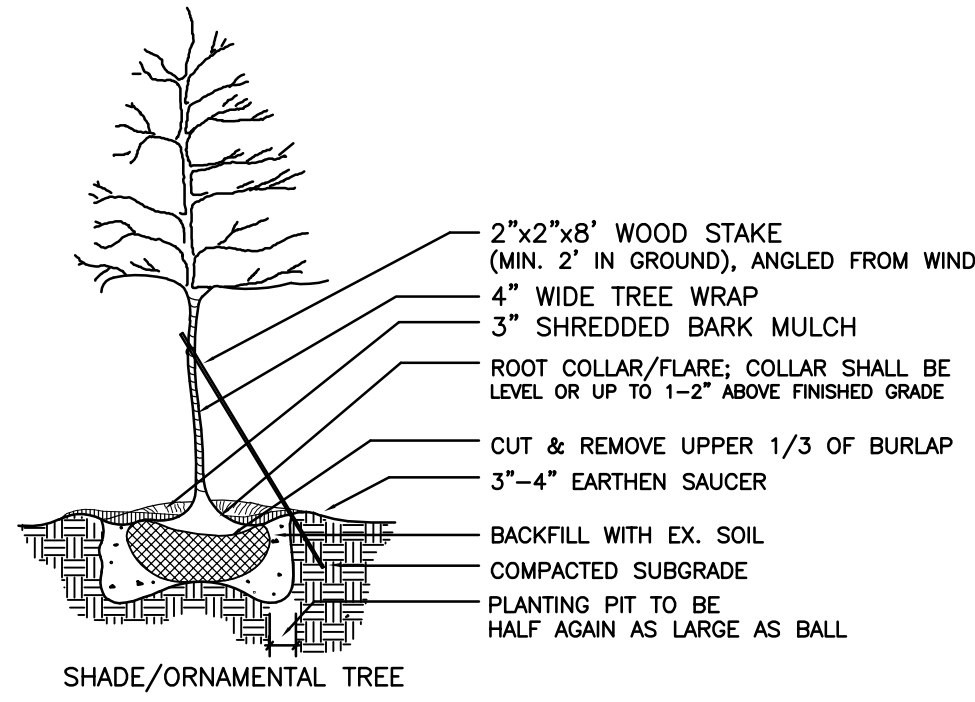 2"x2"x8' WOOD STAKE
(MIN. 2' IN GROUND), ANGLED FROM WIND
4" WIDE TREE WRAP
3" SHREDDED BARK MULCH
ROOT COLLAR/FLARE; COLLAR SHALL BE
LEVEL OR UP TO 1-2" ABOVE FINISHED GRADE
CUT & REMOVE UPPER 1/3 OF BURLAP
3"-4" EARTHEN SAUCER
BACKFILL WITH EX. SOIL
COMPACTED SUBGRADE
PLANTING PIT TO BE
HALF AGAIN AS LARGE AS BALL
SHADE/ORNAMENTAL TREE